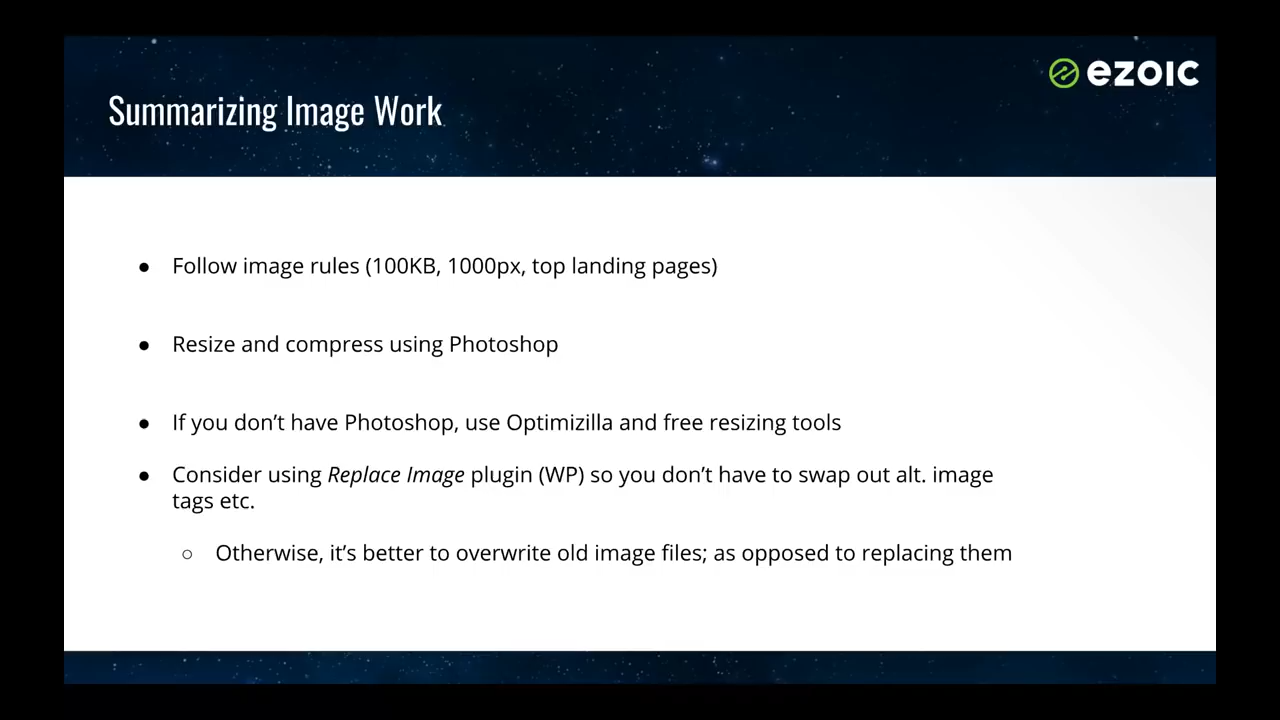 ezoic
Summarizing Image Work
● Follow image rules (100KB, 1000px, top landing pages)
● Resize and compress using Photoshop
● If you don’t have Photoshop, use Optimizilla and free resizing tools
● Consider using Replace Image plugin (WP) so you don’t have to swap out alt. image
tags etc.
○ Otherwise, it’s better to overwrite old image files; as opposed to replacing them